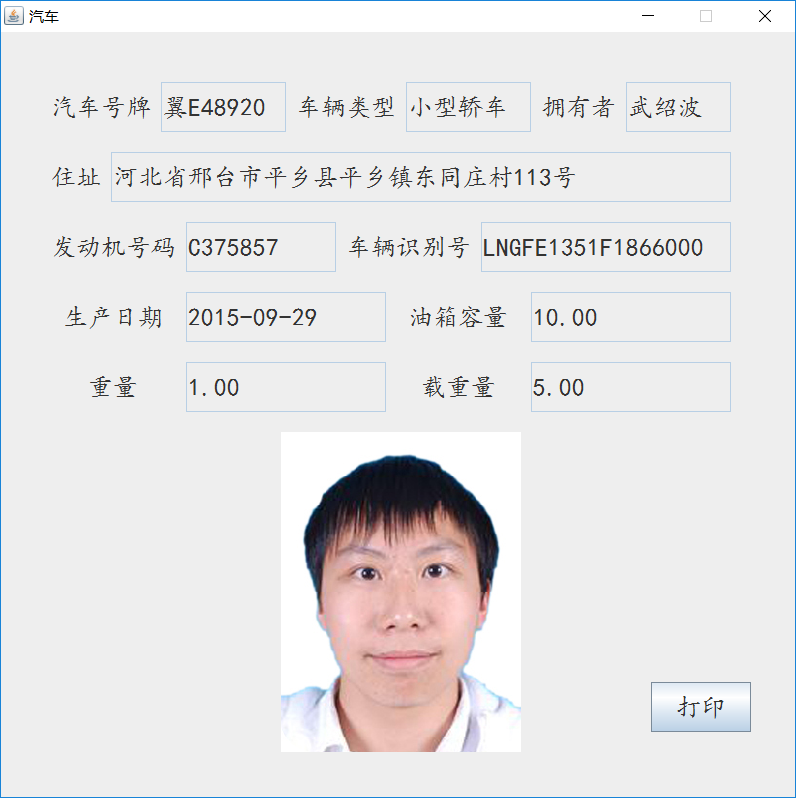 汽车
汽车号牌 翼E48920 车辆类型 小型轿车 拥有者 武绍波
住址 河北省邢台市平乡县平乡镇东同庄村113号
发动机号码 C375857 车辆识别号 LNGFE1351F1866000
生产日期 2015-09-29 油箱容量 10.00
重量 1.00 载重量 5.00
打印